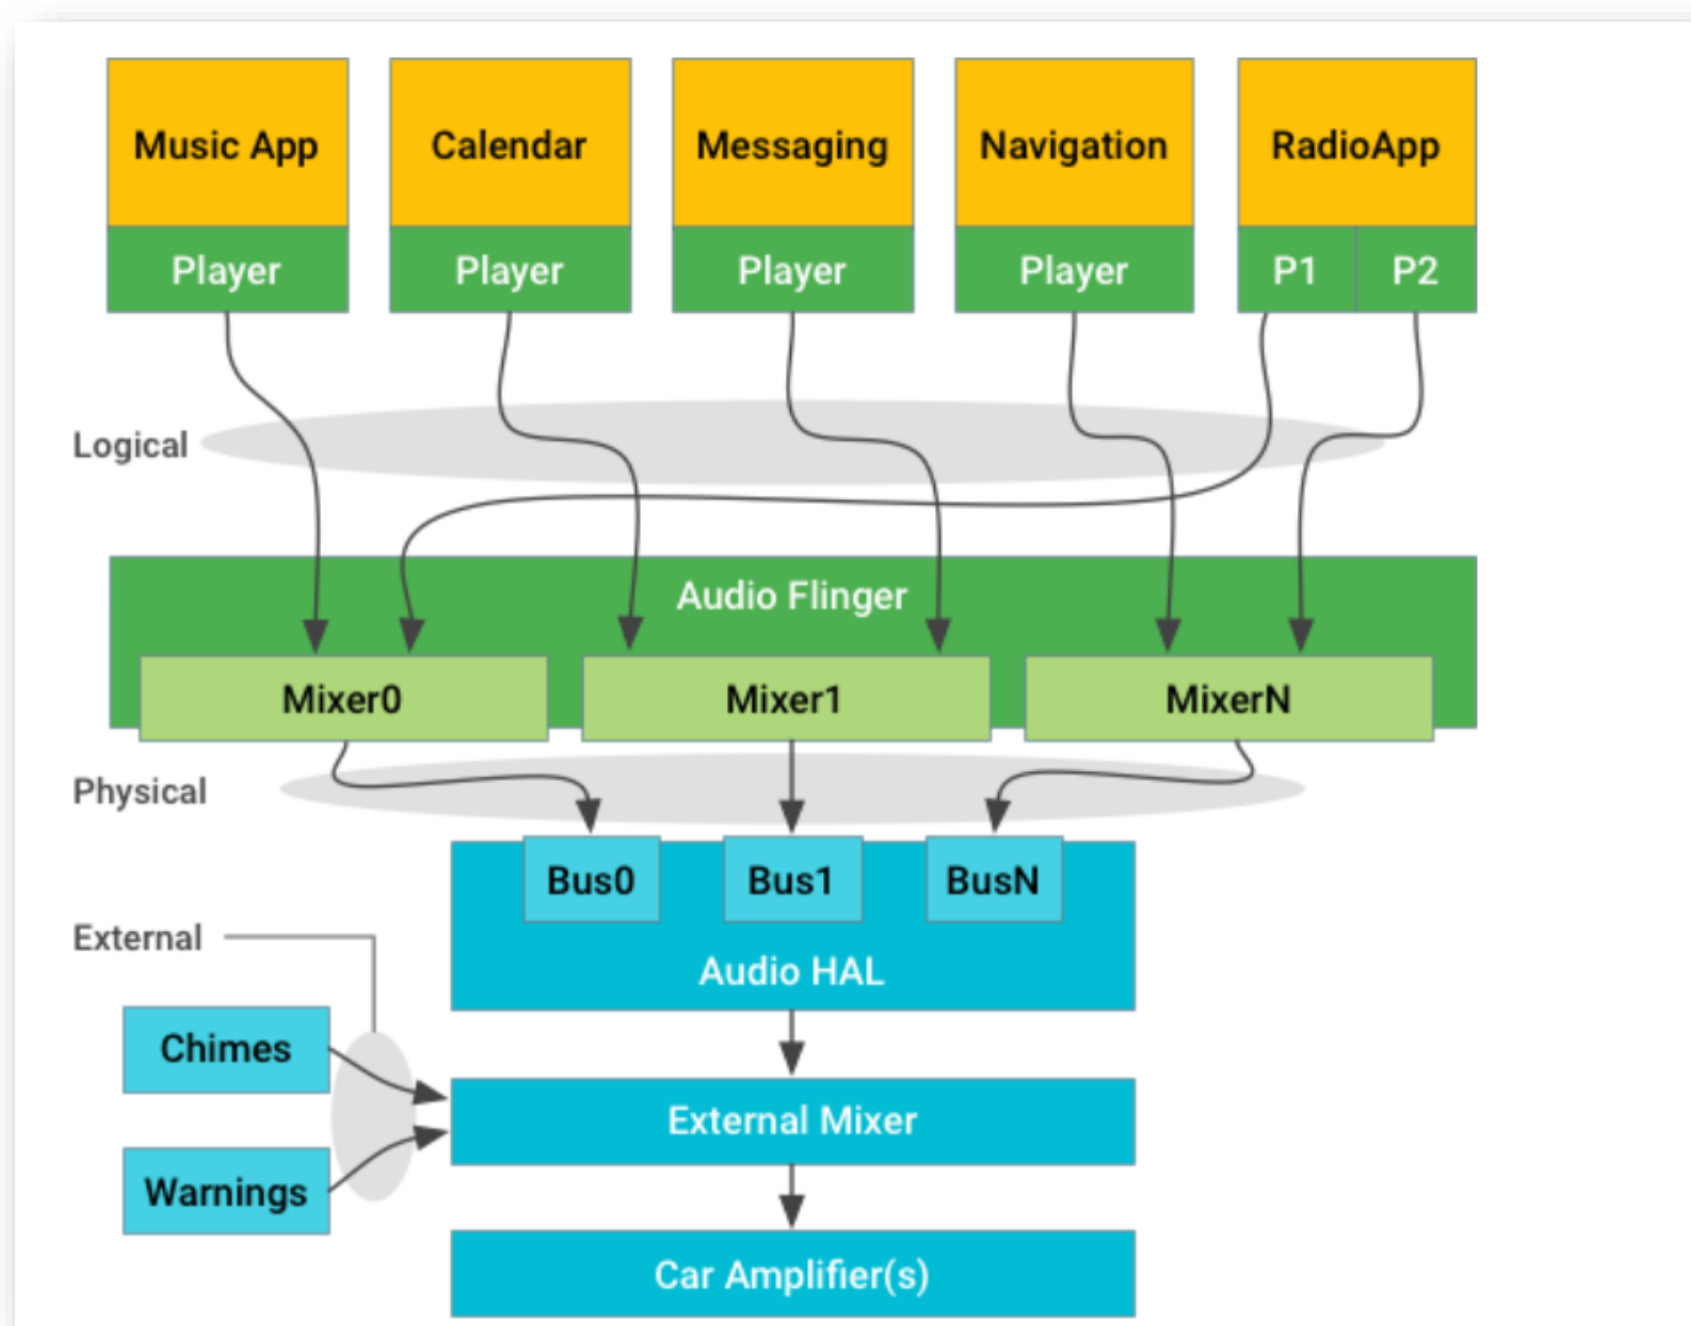 Music App
Calendar
Messaging
Navigation
RadioApp
Player
Player
Player
Player
P1
P2
Logical
Audio Flinger
Mixer0
Mixer1
MixerN
Physical
Bus0
Bus1
BusN
External
Audio HAL
Chimes
External Mixer
Warnings
Car Amplifier(s)